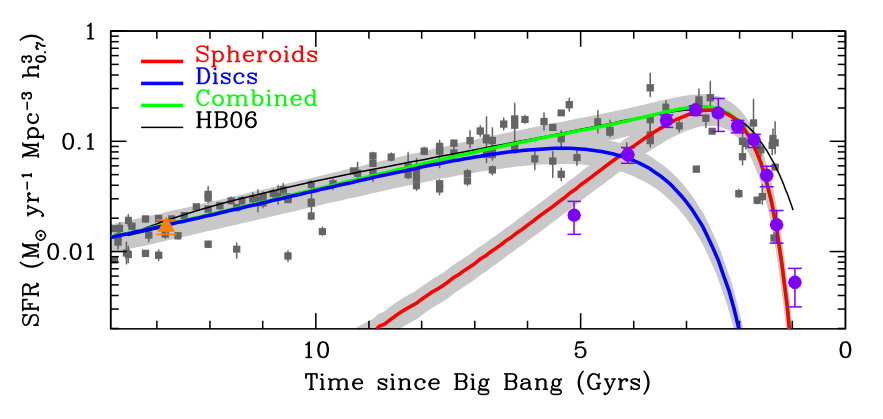 1
0.1
0.01
SFR (M⊙ yr⁻¹ Mpc⁻³ h³0.7)
Spheroids
Discs
Combined
HB06
10 5 0
Time since Big Bang (Gyrs)